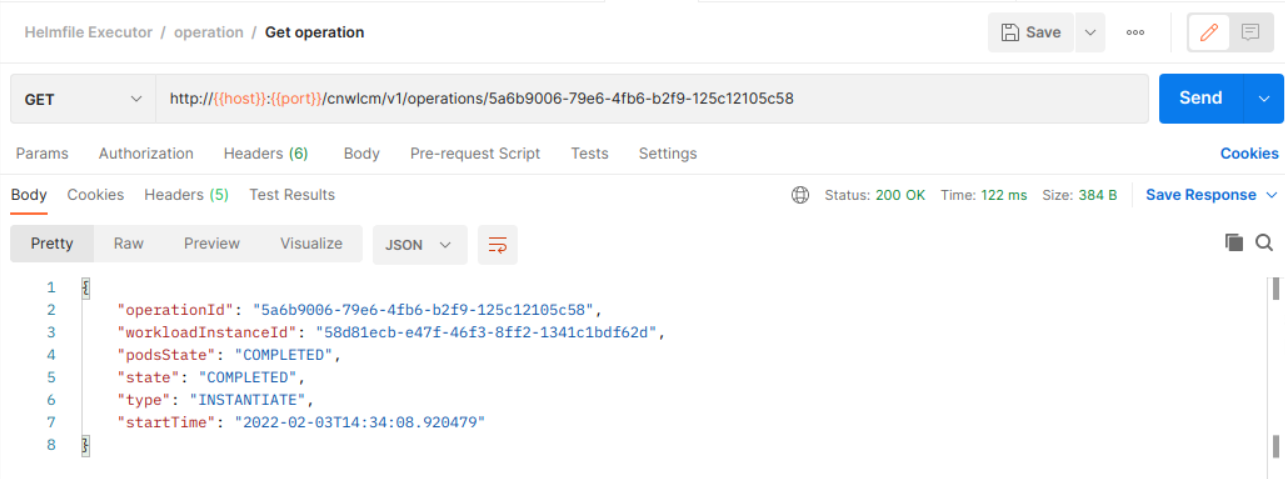 Helmfile Executor / operation / Get operation
Save
GET
http://{{host}}:{{port}}/cnwlcm/v1/operations/5a6b9006-79e6-4fb6-b2f9-125c12105c58
Send
Params Authorization Headers (6) Body Pre-request Script Tests Settings Cookies
Body Cookies Headers (5) Test Results Status: 200 OK Time: 122 ms Size: 384 B Save Response
Pretty Raw Preview Visualize JSON
1 {
2 "operationId": "5a6b9006-79e6-4fb6-b2f9-125c12105c58",
3 "workloadInstanceId": "58d81ecb-e47f-46f3-8ff2-1341c1bdf62d",
4 "podsState": "COMPLETED",
5 "state": "COMPLETED",
6 "type": "INSTANTIATE",
7 "startTime": "2022-02-03T14:34:08.920479"
8 }